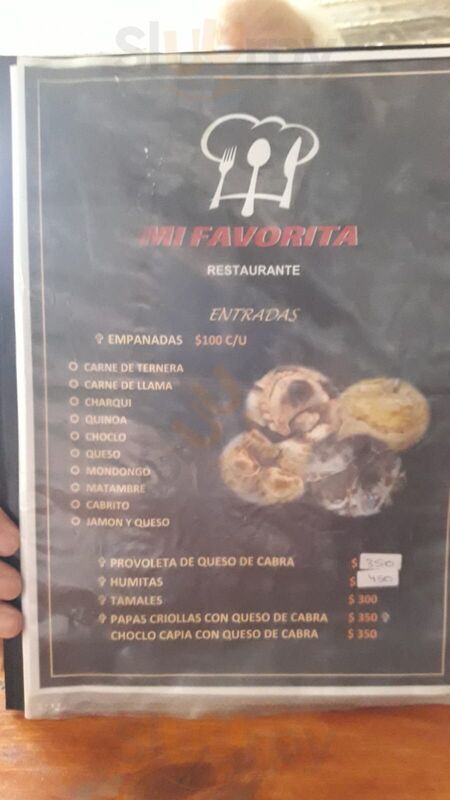 MI FAVORITA
RESTAURANTE
ENTRADAS
EMPANADAS $100 C/U
CARNE DE TERNERA
CARNE DE LLAMA
CHARQUI
QUINOA
CHOCLO
QUESO
MONDONGO
MATAMBRE
CABRITO
JAMON Y QUESO
PROVOLETA DE QUESO DE CABRA $ 350
HUMITAS $ 450
TAMALES $ 300
PAPAS CRIOLLAS CON QUESO DE CABRA $ 350
CHOCLO CAPIA CON QUESO DE CABRA $ 350